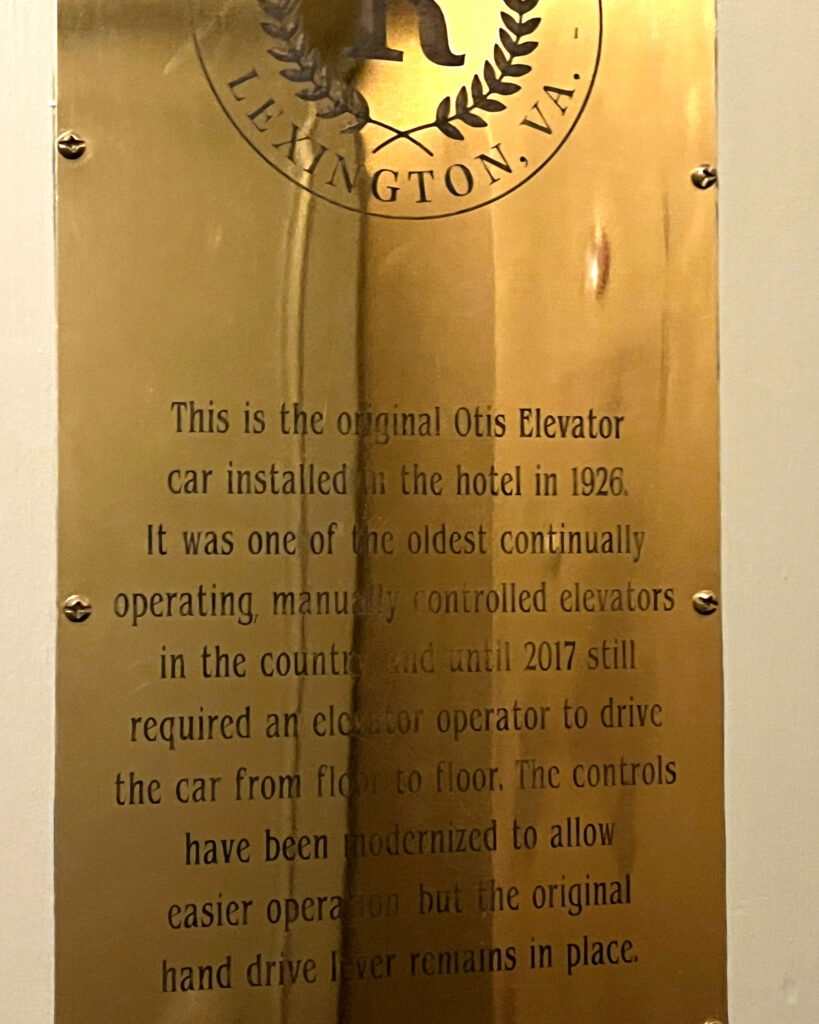 R
LEXINGTON, VA.
This is the original Otis Elevator
car installed in the hotel in 1926.
It was one of the oldest continually
operating, manually controlled elevators
in the country and until 2017 still
required an elevator operator to drive
the car from floor to floor. The controls
have been modernized to allow
easier operation but the original
hand drive lever remains in place.